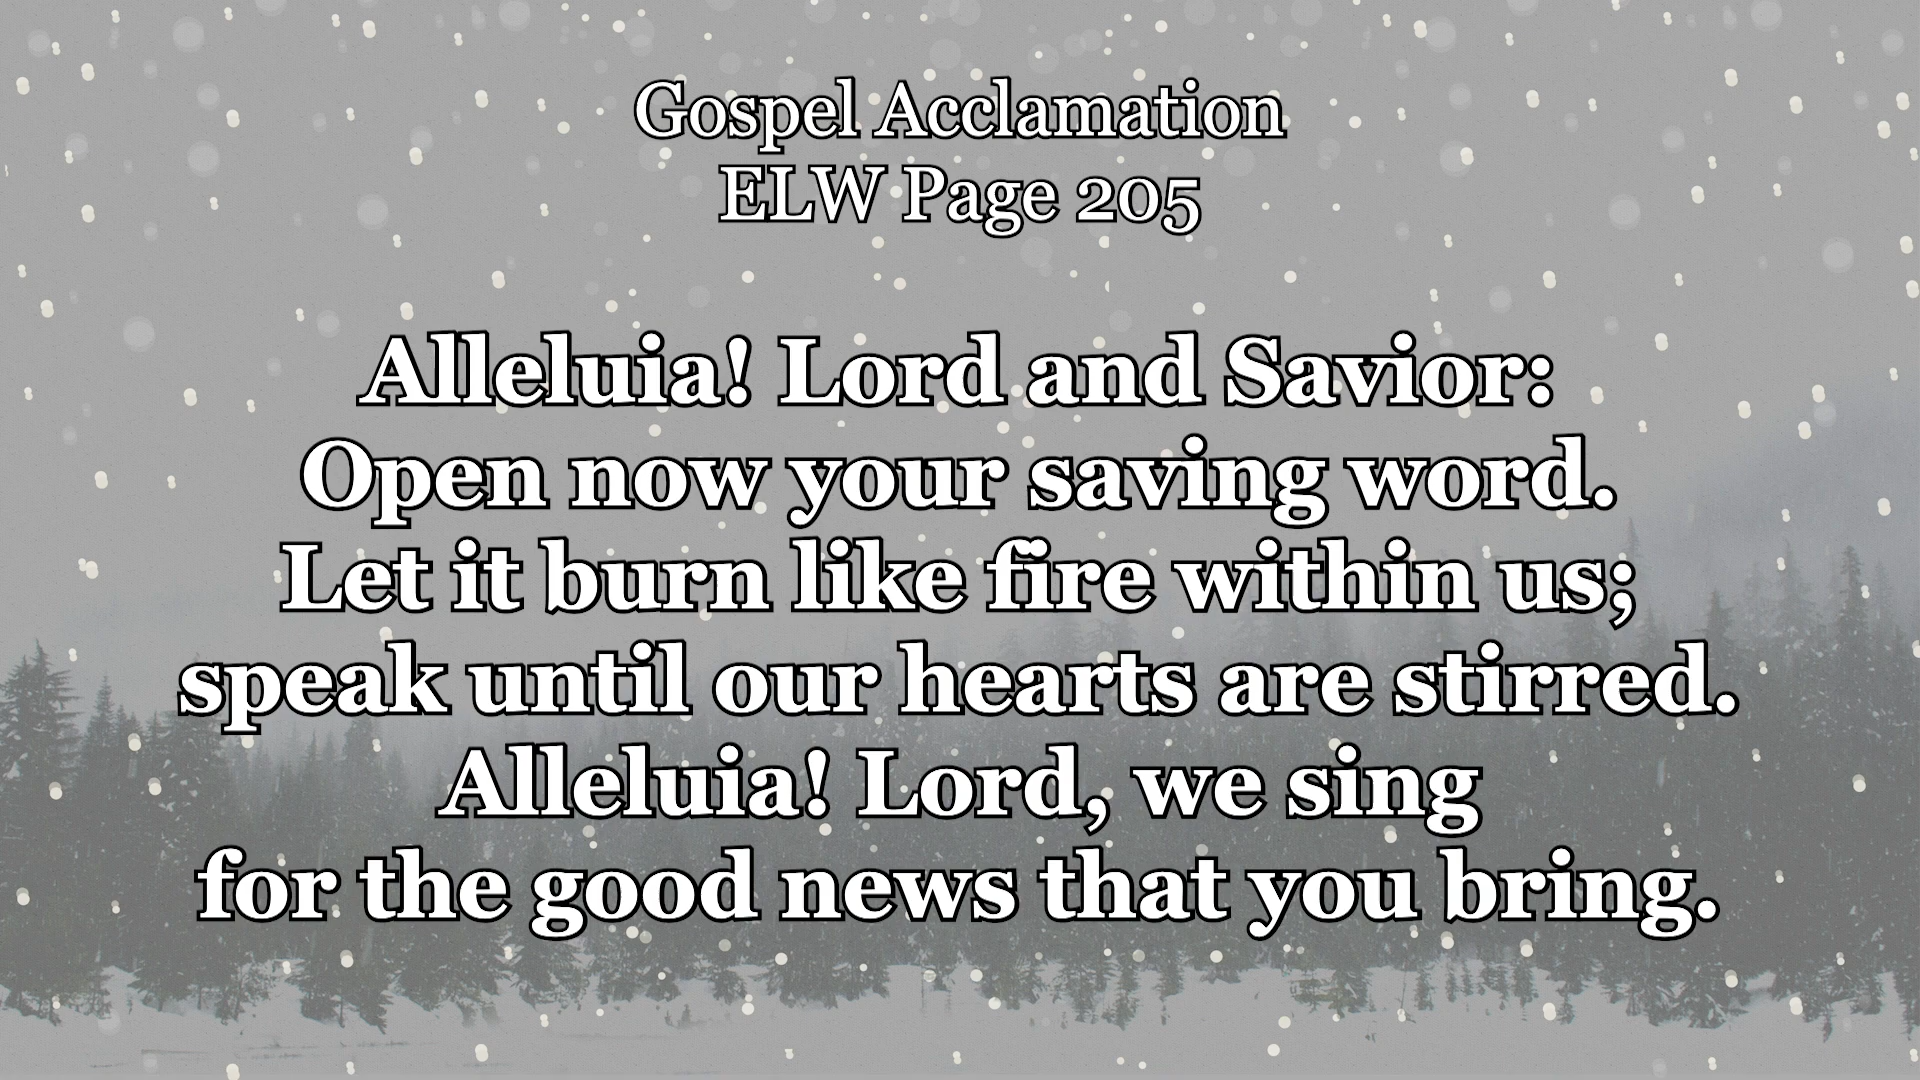 Gospel Acclamation
ELW Page 205
Alleluia! Lord and Savior:
Open now your saving word.
Let it burn like fire within us;
speak until our hearts are stirred.
Alleluia! Lord, we sing
for the good news that you bring.